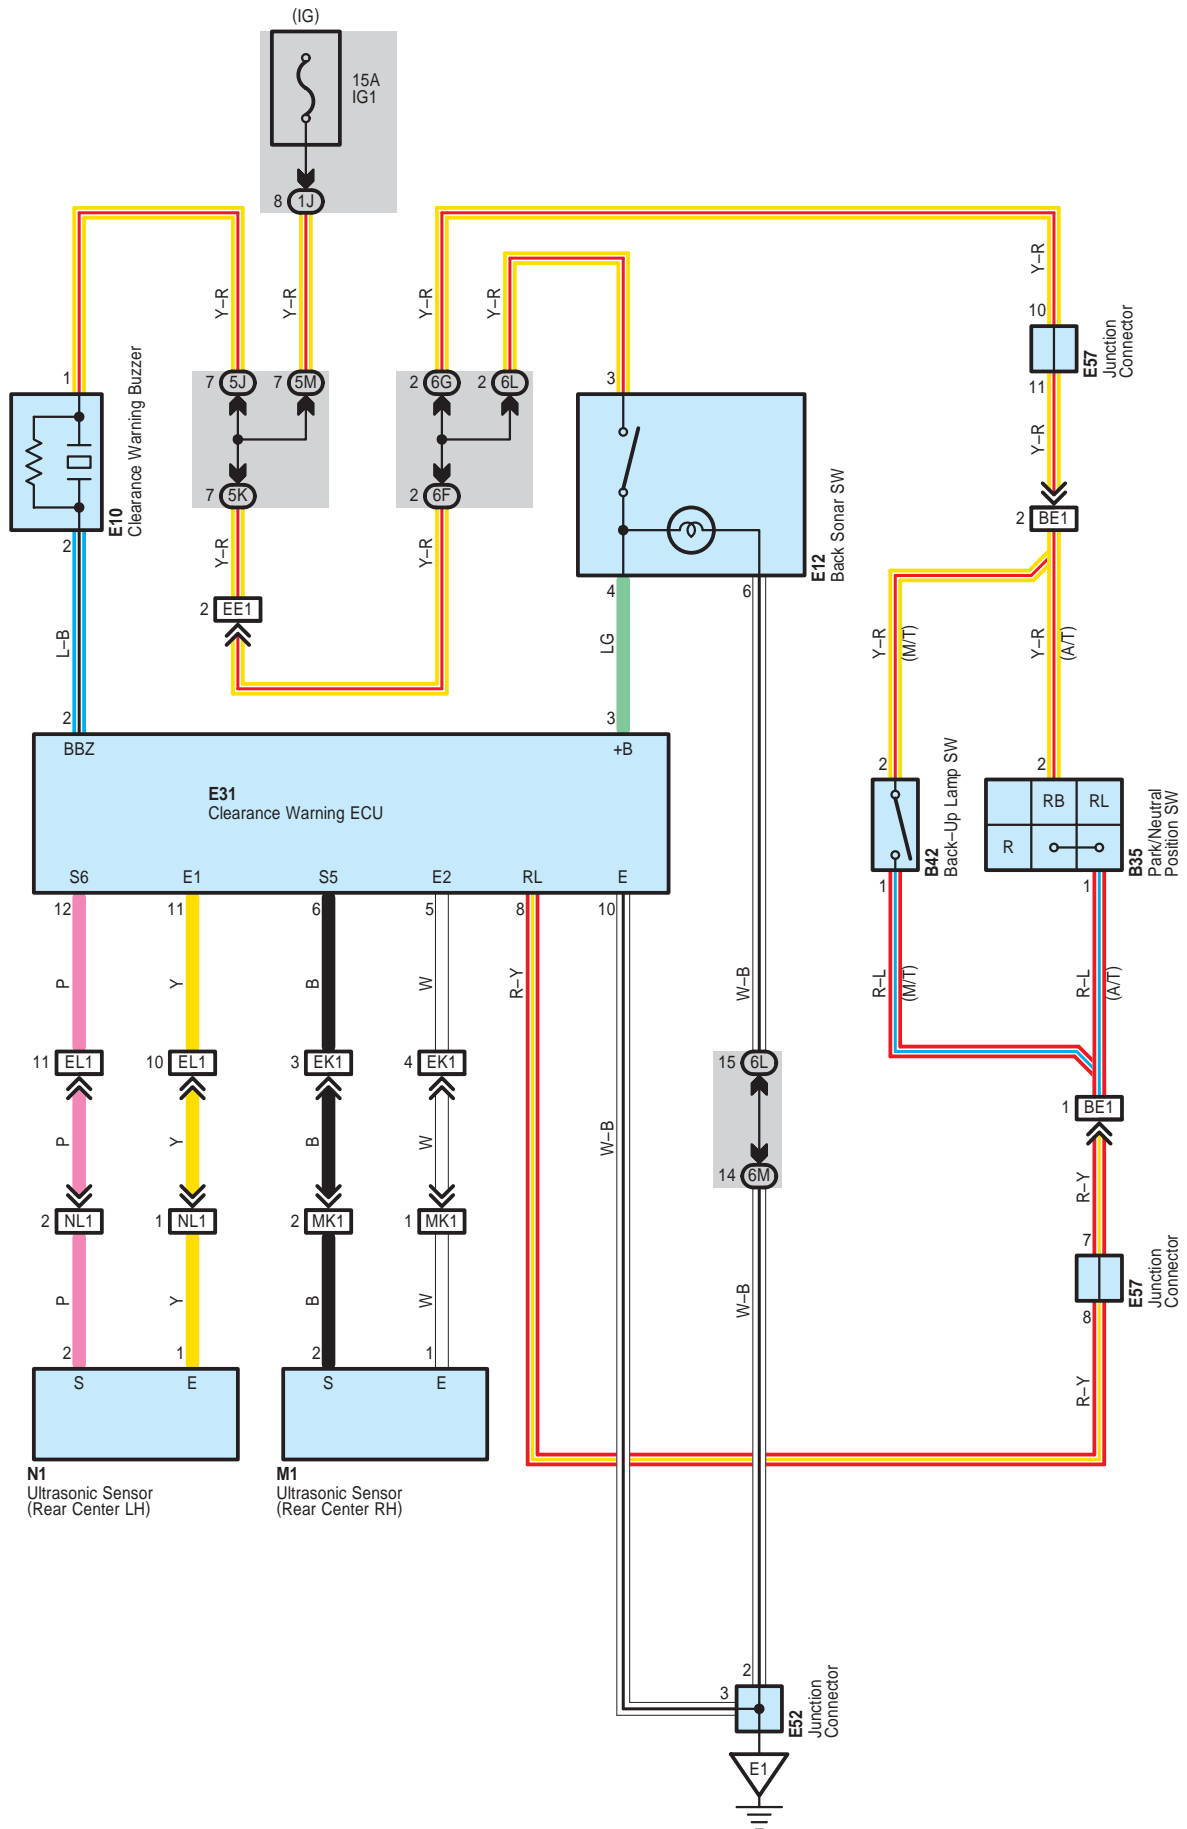 (IG)
15A
IG1
8 1J
Y–R
Y–R
Y–R
Y–R
Y–R
10
E57
Junction
Connector
11
Y–R
1
7 5J
7 5M
2 6G
2 6L
3
E10
Clearance Warning Buzzer
7 5K
2 6F
2 BE1
2
Y–R
Y–R
E12
Back Sonar SW
4
6
2 EE1
L–B
LG
Y–R
(M/T)
Y–R
(A/T)
2
3
BBZ
+B
E31
Clearance Warning ECU
2
2
RB
RL
R
B42
Back–Up Lamp SW
B35
Park/Neutral
Position SW
1
1
S6
E1
S5
E2
RL
E
12
11
6
5
8
10
P
Y
B
W
R–Y
W–B
R–L
(M/T)
R–L
(A/T)
11 EL1
10 EL1
3 EK1
4 EK1
15 6L
1 BE1
P
Y
B
W
W–B
14 6M
R–Y
2 NL1
1 NL1
2 MK1
1 MK1
7
E57
Junction
Connector
8
P
Y
B
W
W–B
2
1
2
1
S
E
S
E
R–Y
N1
Ultrasonic Sensor
(Rear Center LH)
M1
Ultrasonic Sensor
(Rear Center RH)
2
3
E52
Junction
Connector
E1